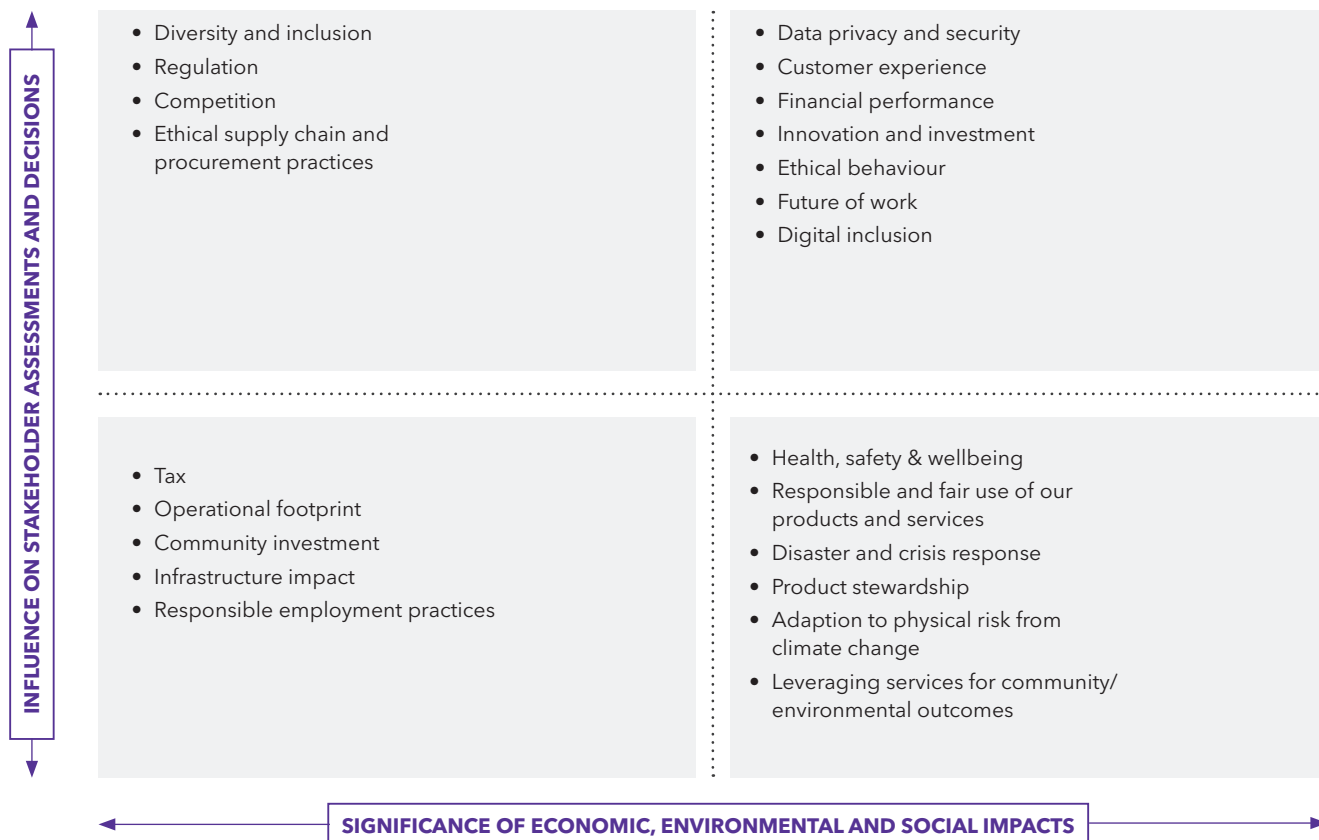 INFLUENCE ON STAKEHOLDER ASSESSMENTS AND DECISIONS
• Diversity and inclusion
• Regulation
• Competition
• Ethical supply chain and
procurement practices
• Data privacy and security
• Customer experience
• Financial performance
• Innovation and investment
• Ethical behaviour
• Future of work
• Digital inclusion
• Tax
• Operational footprint
• Community investment
• Infrastructure impact
• Responsible employment practices
• Health, safety & wellbeing
• Responsible and fair use of our
products and services
• Disaster and crisis response
• Product stewardship
• Adaption to physical risk from
climate change
• Leveraging services for community/
environmental outcomes
SIGNIFICANCE OF ECONOMIC, ENVIRONMENTAL AND SOCIAL IMPACTS